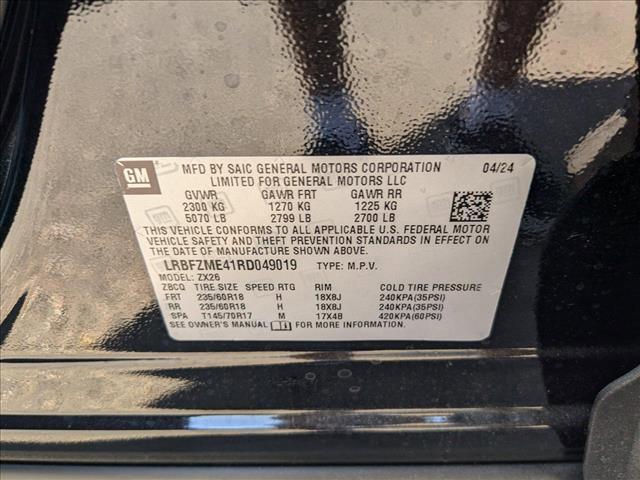 GM
MFD BY SAIC GENERAL MOTORS CORPORATION 04/24
LIMITED FOR GENERAL MOTORS LLC
GVWR GAWR FRT GAWR RR
2300 KG 1270 KG 1225 KG
5070 LB 2799 LB 2700 LB
THIS VEHICLE CONFORMS TO ALL APPLICABLE U.S. FEDERAL MOTOR
VEHICLE SAFETY AND THEFT PREVENTION STANDARDS IN EFFECT ON
THE DATE OF MANUFACTURE SHOWN ABOVE.
LRBFZME41RD049019 TYPE: M.P.V.
MODEL: ZX26
ZBCQ TIRE SIZE SPEED RTG RIM COLD TIRE PRESSURE
FRT 235/60R18 H 18X8J 240KPA(35PSI)
RR 235/60R18 H 18X8J 240KPA(35PSI)
SPA T145/70R17 M 17X4B 420KPA(60PSI)
SEE OWNER'S MANUAL FOR MORE INFORMATION